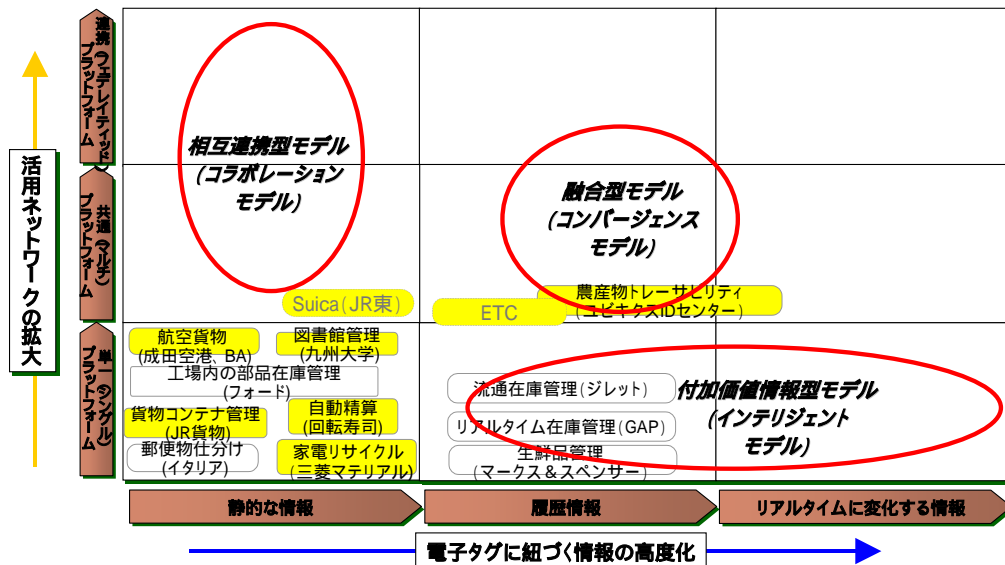 連携(フェデレイティッド)
プラットフォーム
共通(マルチ)
プラットフォーム
単一(シングル)
プラットフォーム
活用ネットワークの拡大
相互連携型モデル
(コラボレーション
モデル)
融合型モデル
(コンバージェンス
モデル)
Suica(JR東)
ETC
農産物トレーサビリティ
(ユビキタスIDセンター)
航空貨物
(成田空港、BA)
図書館管理
(九州大学)
工場内の部品在庫管理
(フォード)
貨物コンテナ管理
(JR貨物)
自動精算
(回転寿司)
郵便物仕分け
(イタリア)
家電リサイクル
(三菱マテリアル)
流通在庫管理(ジレット)
リアルタイム在庫管理(GAP)
生鮮品管理
(マークス&スペンサー)
付加価値情報型モデル
(インテリジェント
モデル)
静的な情報
履歴情報
リアルタイムに変化する情報
電子タグに紐づく情報の高度化